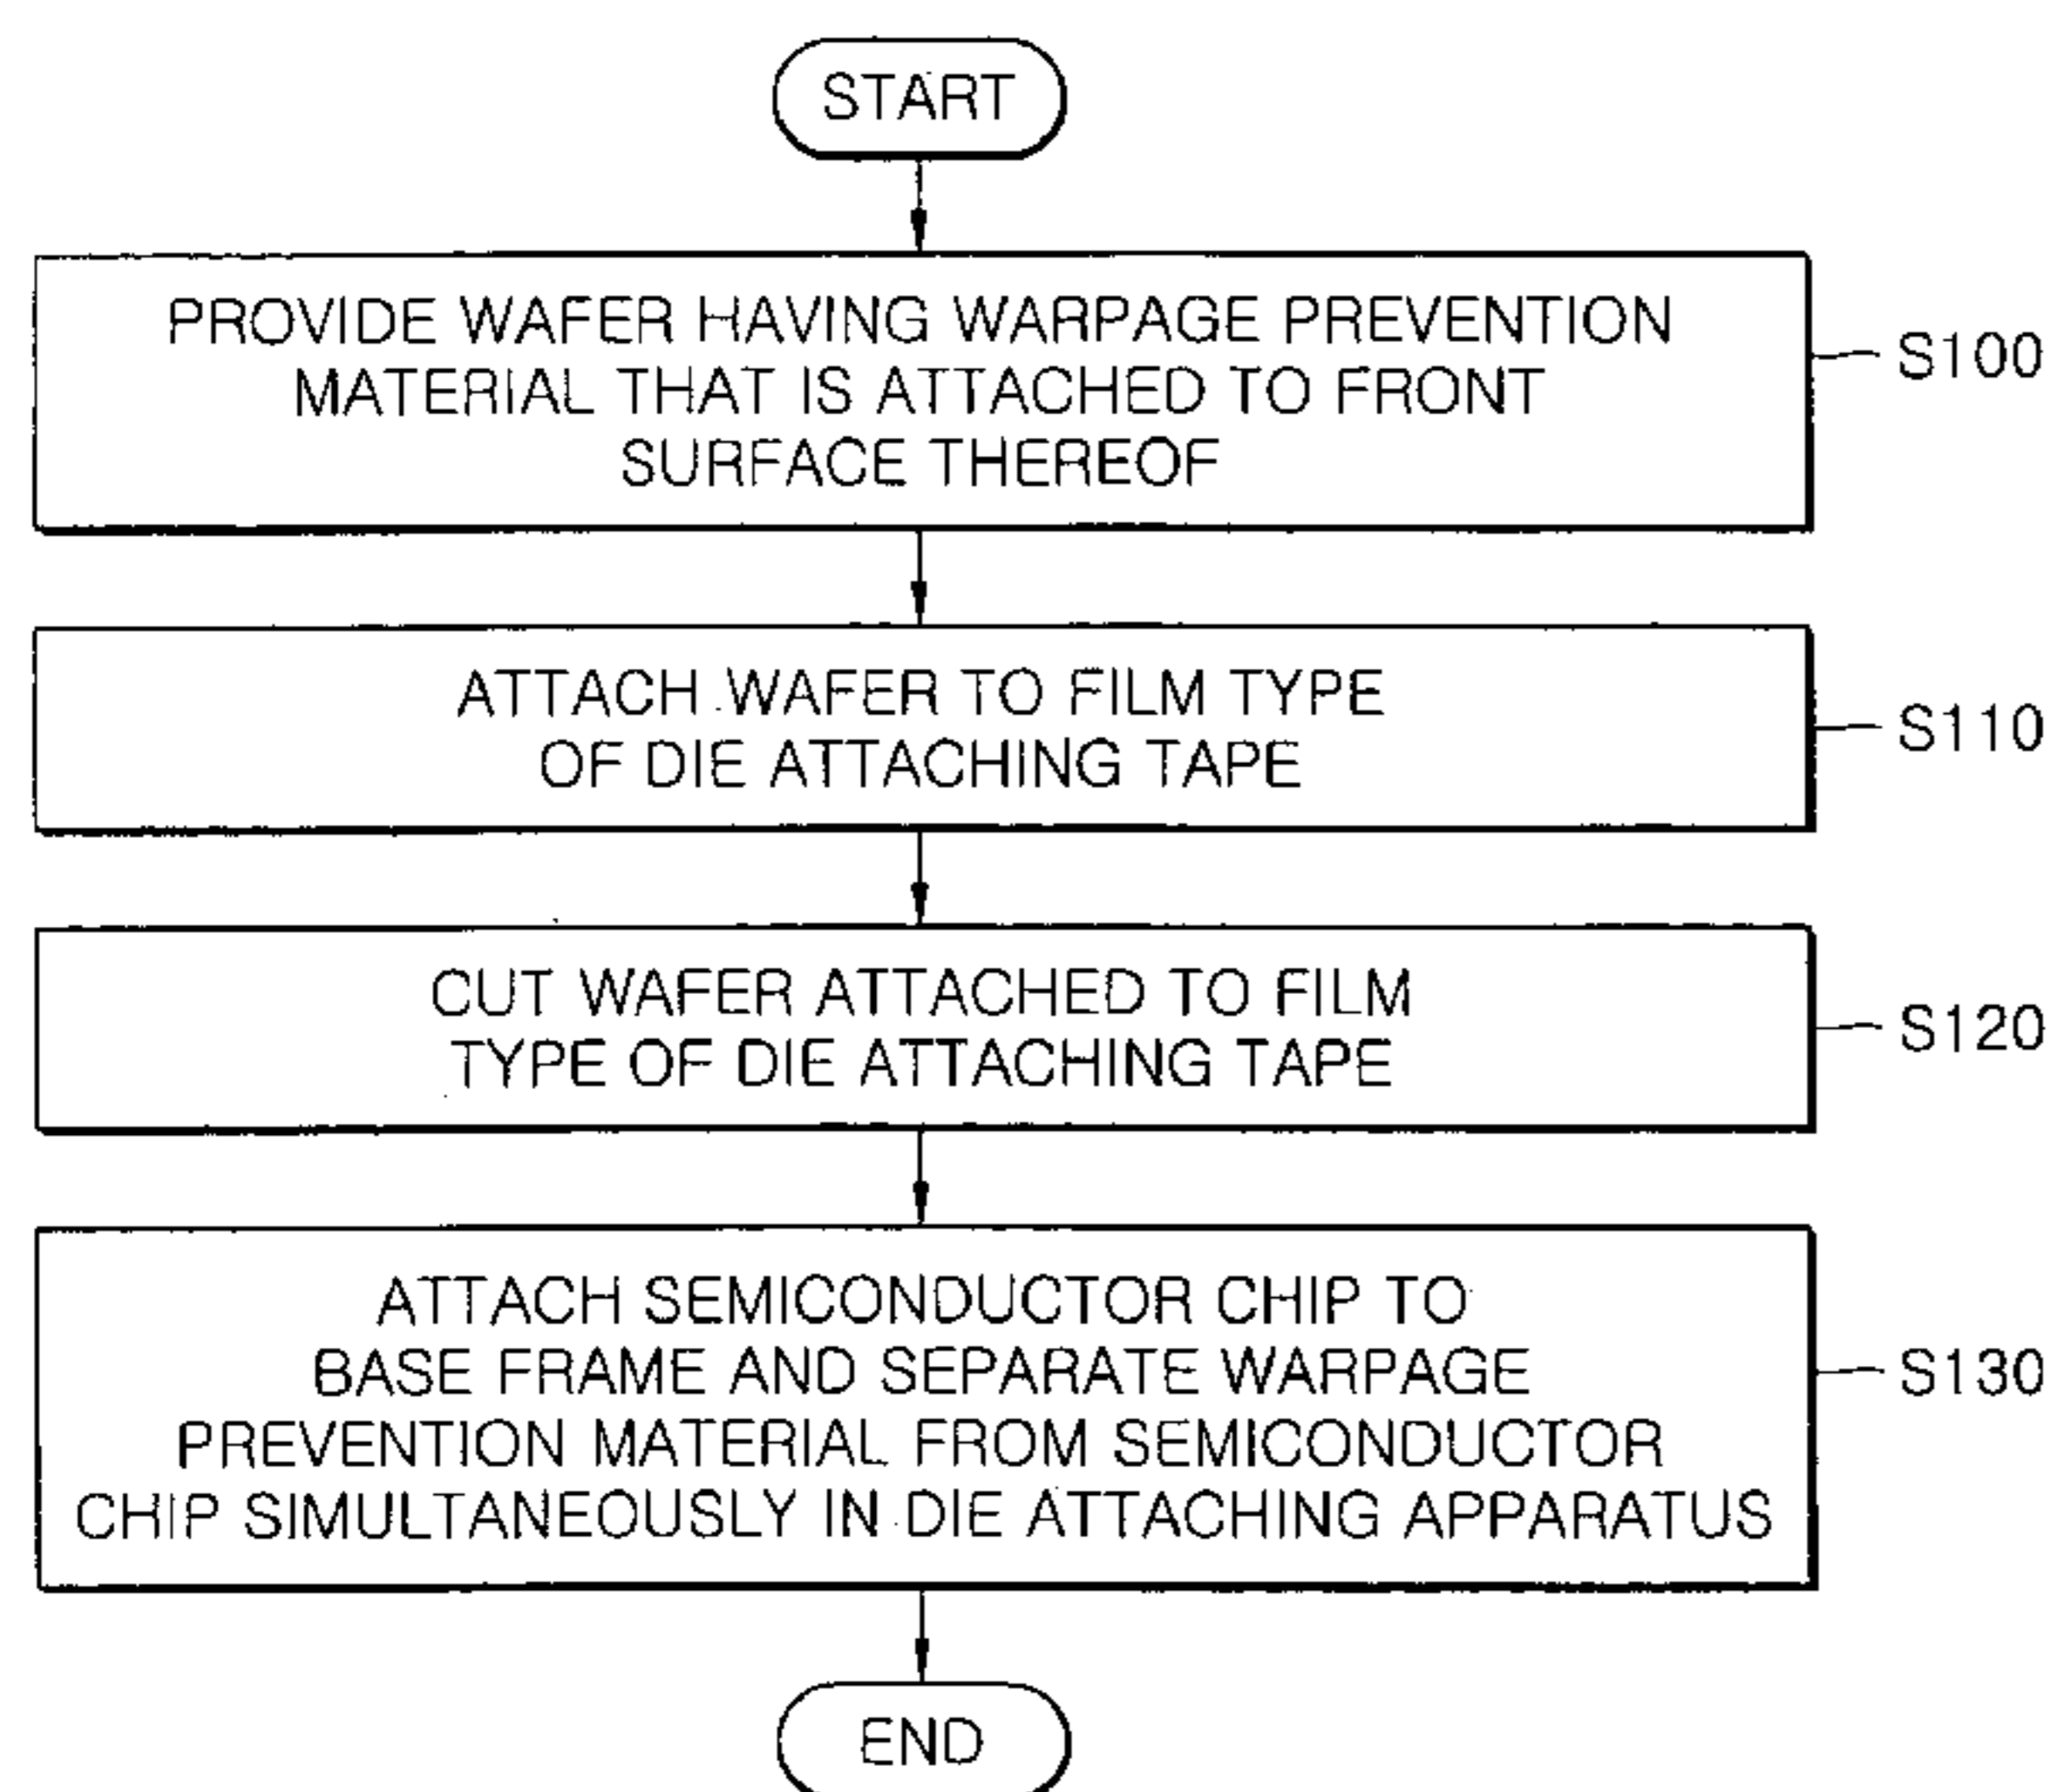 START
PROVIDE WAFER HAVING WARPAGE PREVENTION
MATERIAL THAT IS ATTACHED TO FRONT
SURFACE THEREOF
S100
ATTACH WAFER TO FILM TYPE
OF DIE ATTACHING TAPE
S110
CUT WAFER ATTACHED TO FILM
TYPE OF DIE ATTACHING TAPE
S120
ATTACH SEMICONDUCTOR CHIP TO
BASE FRAME AND SEPARATE WARPAGE
PREVENTION MATERIAL FROM SEMICONDUCTOR
CHIP SIMULTANEOUSLY IN DIE ATTACHING APPARATUS
S130
END